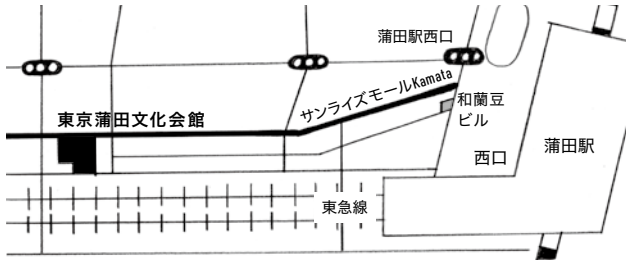 蒲田駅西口
サンライズモールKamata
東京蒲田文化会館
和蘭豆
ビル
西口
蒲田駅
東急線